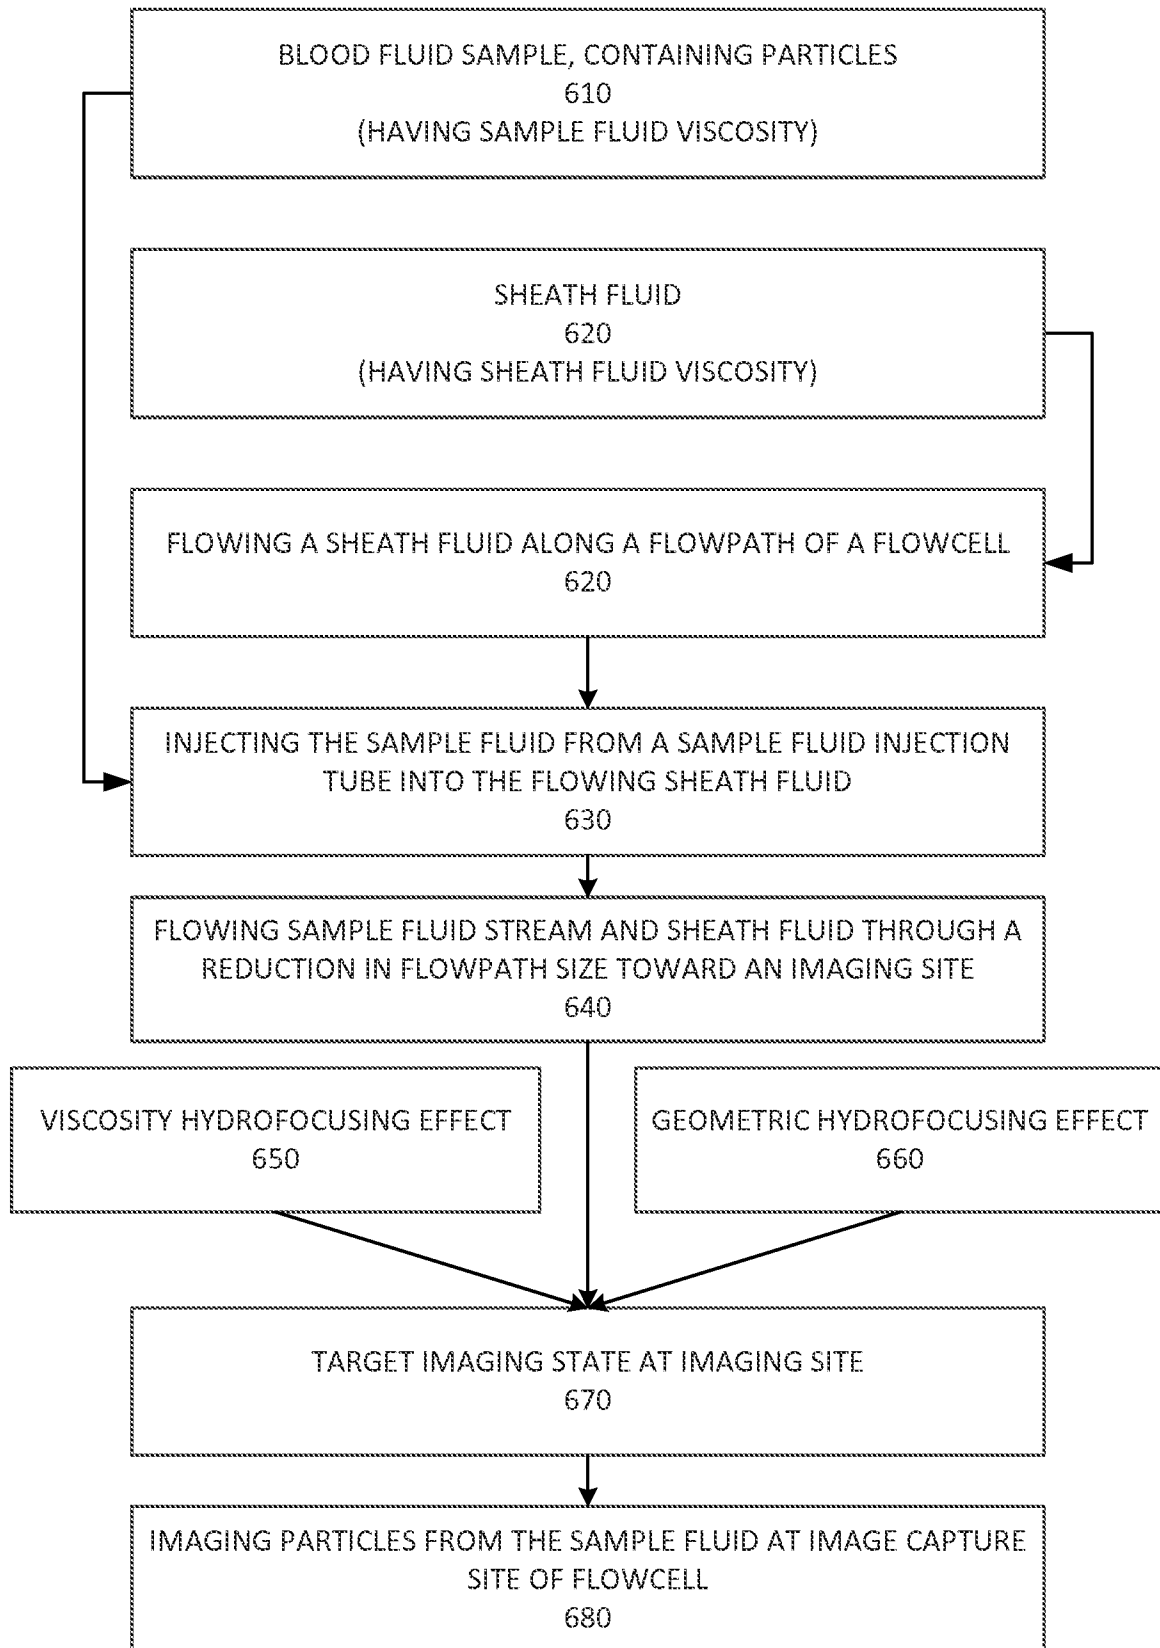 BLOOD FLUID SAMPLE, CONTAINING PARTICLES
610
(HAVING SAMPLE FLUID VISCOSITY)
SHEATH FLUID
620
(HAVING SHEATH FLUID VISCOSITY)
FLOWING A SHEATH FLUID ALONG A FLOWPATH OF A FLOWCELL
620
INJECTING THE SAMPLE FLUID FROM A SAMPLE FLUID INJECTION
TUBE INTO THE FLOWING SHEATH FLUID
630
FLOWING SAMPLE FLUID STREAM AND SHEATH FLUID THROUGH A
REDUCTION IN FLOWPATH SIZE TOWARD AN IMAGING SITE
640
VISCOSITY HYDROFOCUSING EFFECT
650
GEOMETRIC HYDROFOCUSING EFFECT
660
TARGET IMAGING STATE AT IMAGING SITE
670
IMAGING PARTICLES FROM THE SAMPLE FLUID AT IMAGE CAPTURE
SITE OF FLOWCELL
680